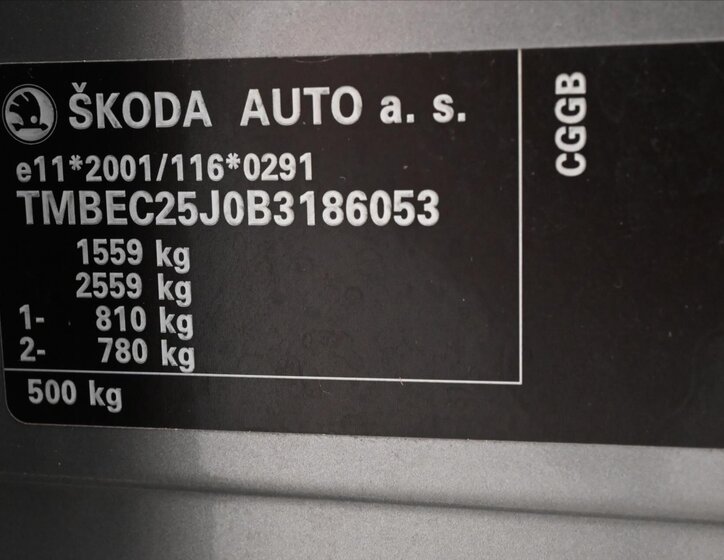 ŠKODA AUTO a. s.
e11*2001/116*0291
TMBEC25J0B3186053
1559 kg
2559 kg
1- 810 kg
2- 780 kg
500 kg
CGGB